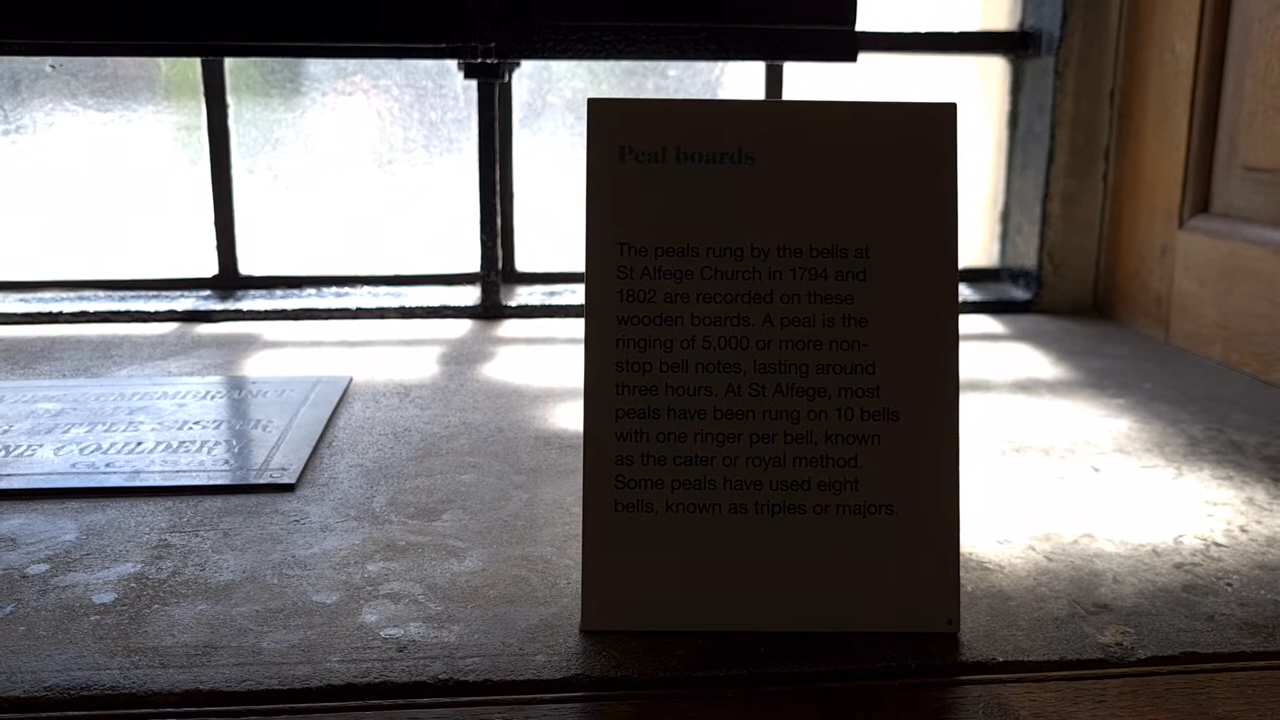 Peal boards
The peals rung by the bells at
St Alfege Church in 1794 and
1802 are recorded on these
wooden boards. A peal is the
ringing of 5,000 or more non-
stop bell notes, lasting around
three hours. At St Alfege, most
peals have been rung on 10 bells
with one ringer per bell, known
as the cater or royal method.
Some peals have used eight
bells, known as triples or majors.
REMEMBRANCE
LITTLE SISTER
COULDERY